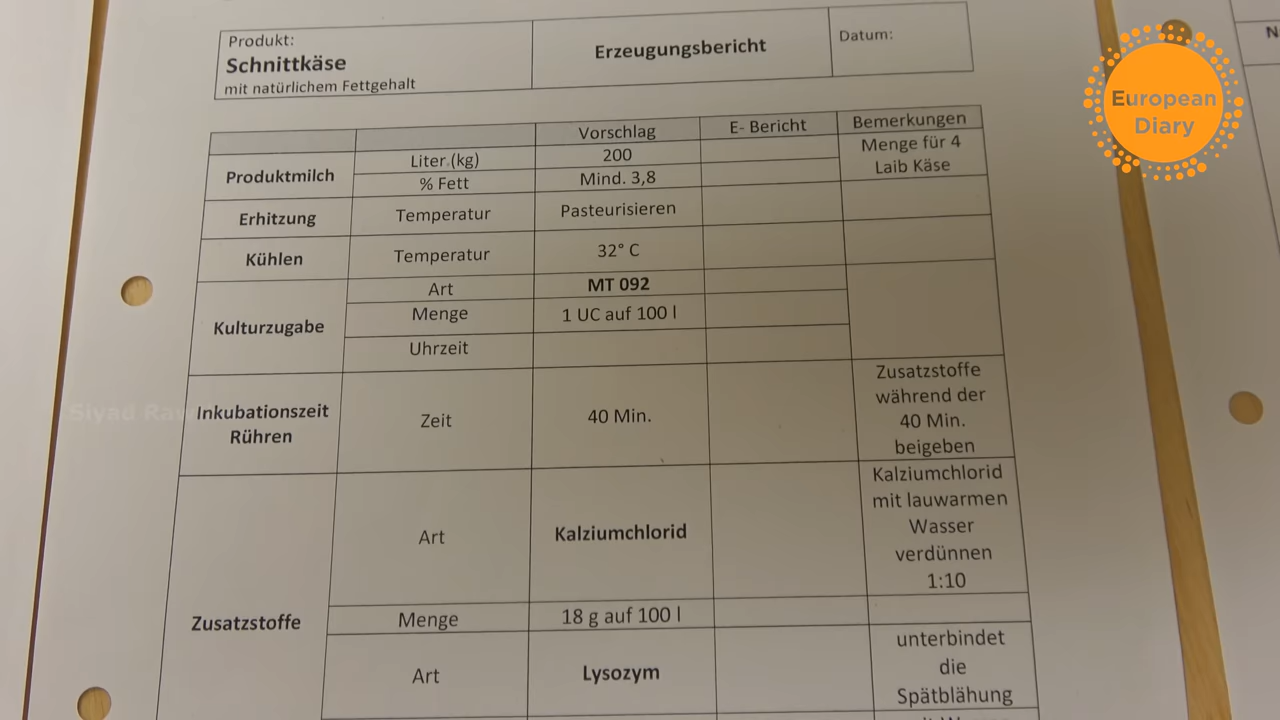 Produkt:
Schnittkäse
mit natürlichem Fettgehalt
Erzeugungsbericht
Datum:
European
Diary
Vorschlag
E- Bericht
Bemerkungen
Produktmilch
Liter (kg)
200
Menge für 4
Laib Käse
% Fett
Mind. 3,8
Erhitzung
Temperatur
Pasteurisieren
Kühlen
Temperatur
32° C
Kulturzugabe
Art
MT 092
Menge
1 UC auf 100 l
Uhrzeit
Inkubationszeit
Rühren
Zeit
40 Min.
Zusatzstoffe
während der
40 Min.
beigeben
Zusatzstoffe
Art
Kalziumchlorid
Kalziumchlorid
mit lauwarmen
Wasser
verdünnen
1:10
Menge
18 g auf 100 l
Art
Lysozym
unterbindet
die
Spätblähung